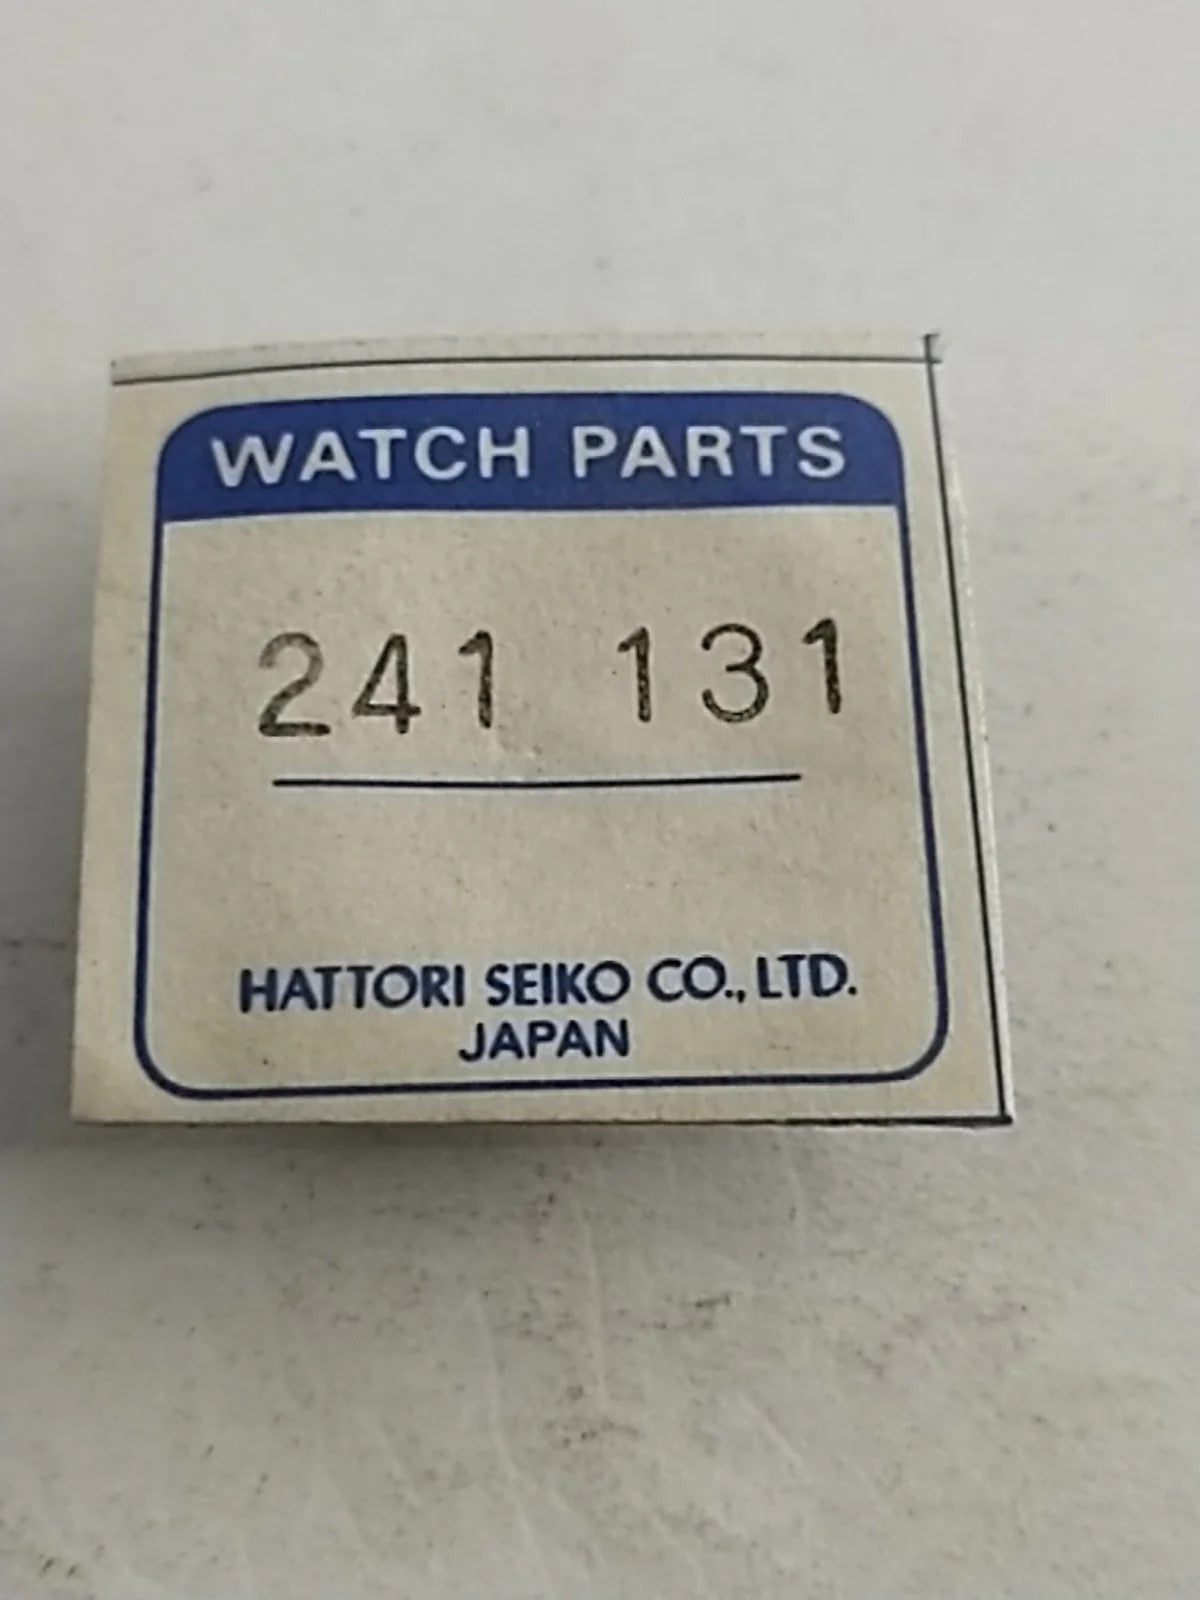 WATCH PARTS
241 131
HATTORI SEIKO CO., LTD.
JAPAN